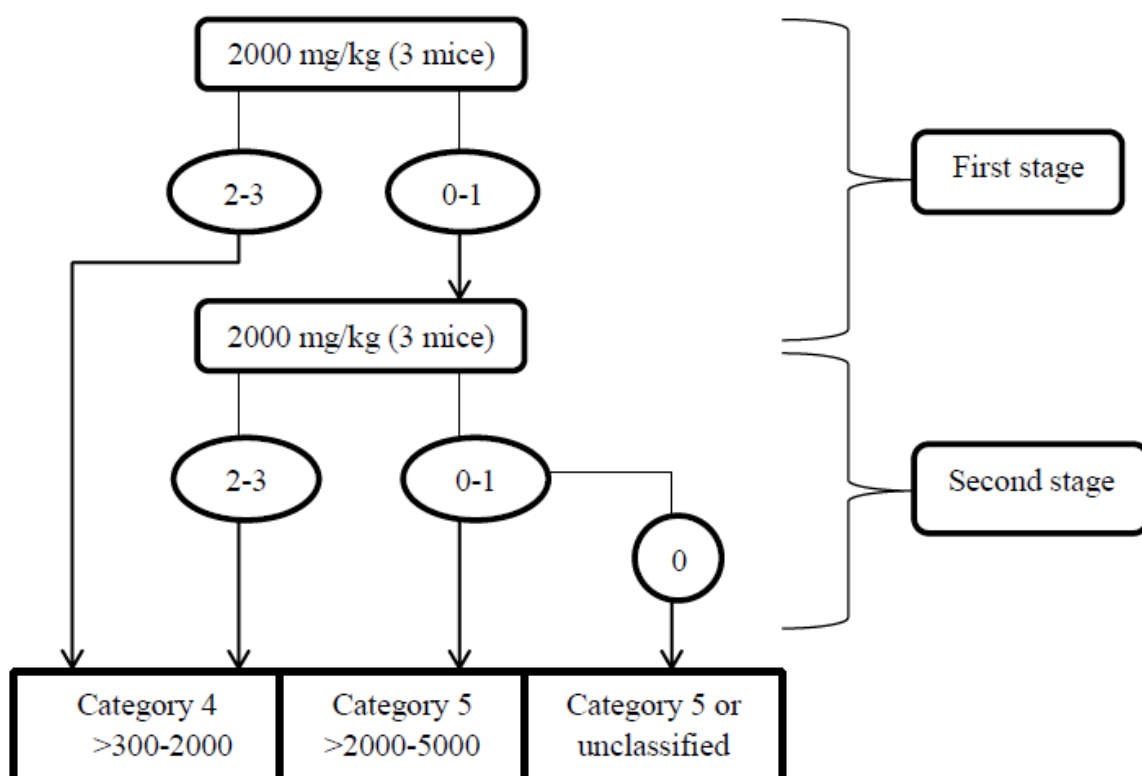 2000 mg/kg (3 mice)
First stage
2-3
0-1
2000 mg/kg (3 mice)
2-3
0-1
Second stage
0
Category 4
>300-2000
Category 5
>2000-5000
Category 5 or
unclassified